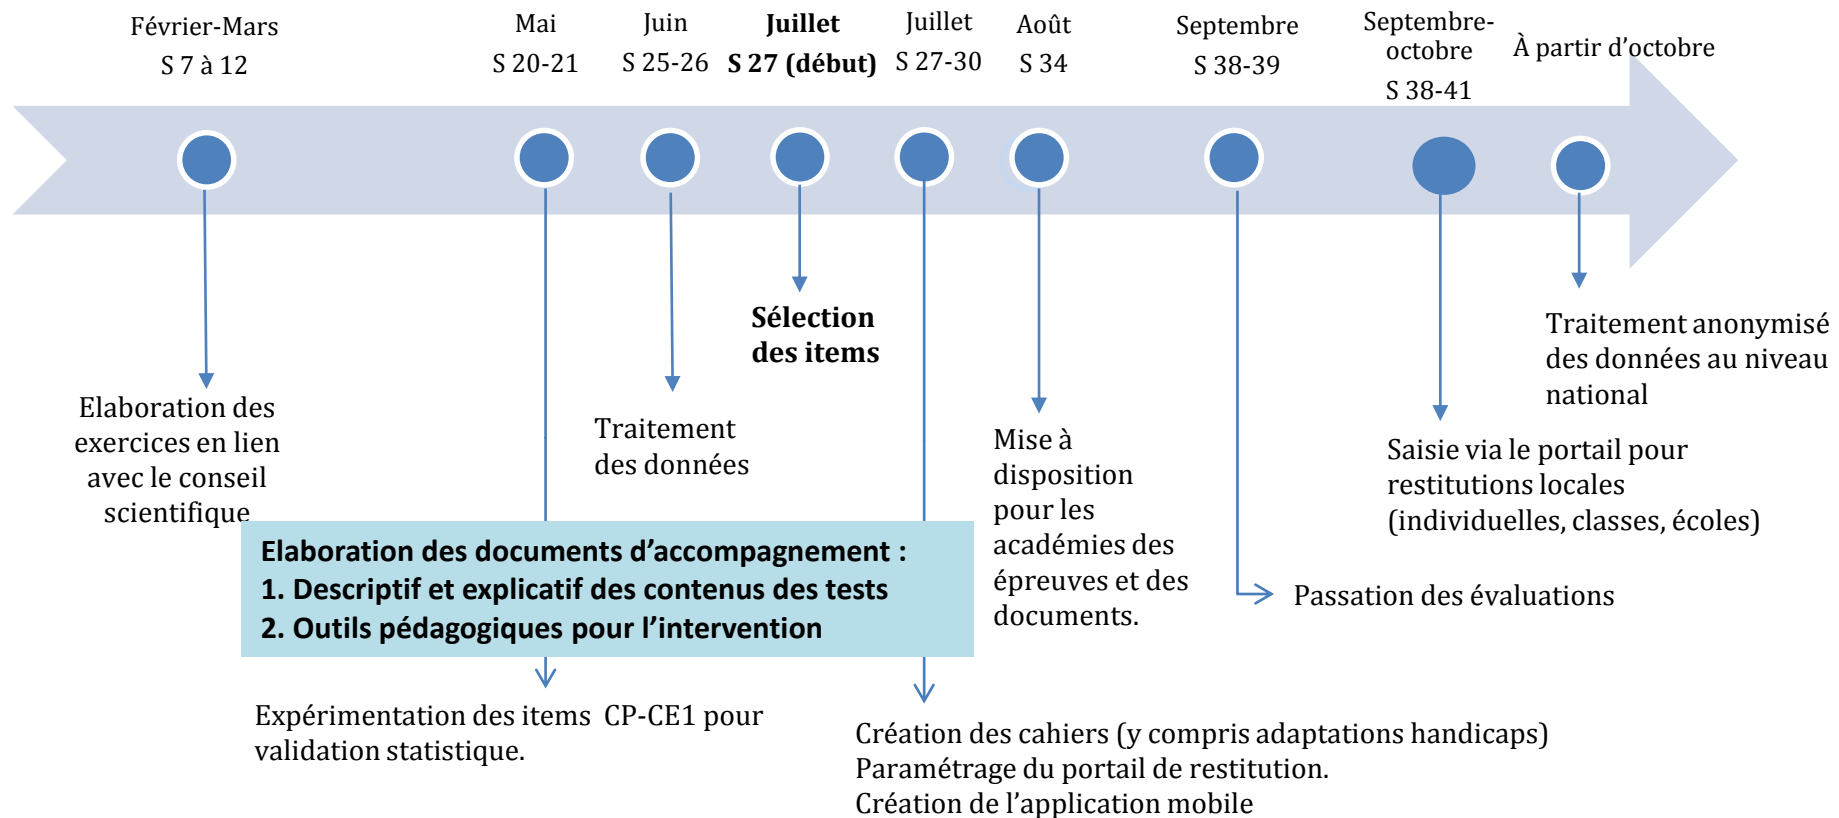 Février-Mars
S 7 à 12
Mai
S 20-21
Juin
S 25-26
Juillet
S 27 (début)
Juillet
S 27-30
Août
S 34
Septembre
S 38-39
Septembre-
octobre
S 38-41
À partir d’octobre
Elaboration des
exercices en lien
avec le conseil
scientifique
Traitement
des données
Sélection
des items
Mise à
disposition
pour les
académies des
épreuves et des
documents.
Traitement anonymisé
des données au niveau
national
Saisie via le portail pour
restitutions locales
(individuelles, classes, écoles)
Passation des évaluations
Elaboration des documents d’accompagnement :
1. Descriptif et explicatif des contenus des tests
2. Outils pédagogiques pour l’intervention
Expérimentation des items  CP-CE1 pour
validation statistique.
Création des cahiers (y compris adaptations handicaps)
Paramétrage du portail de restitution.
Création de l’application mobile